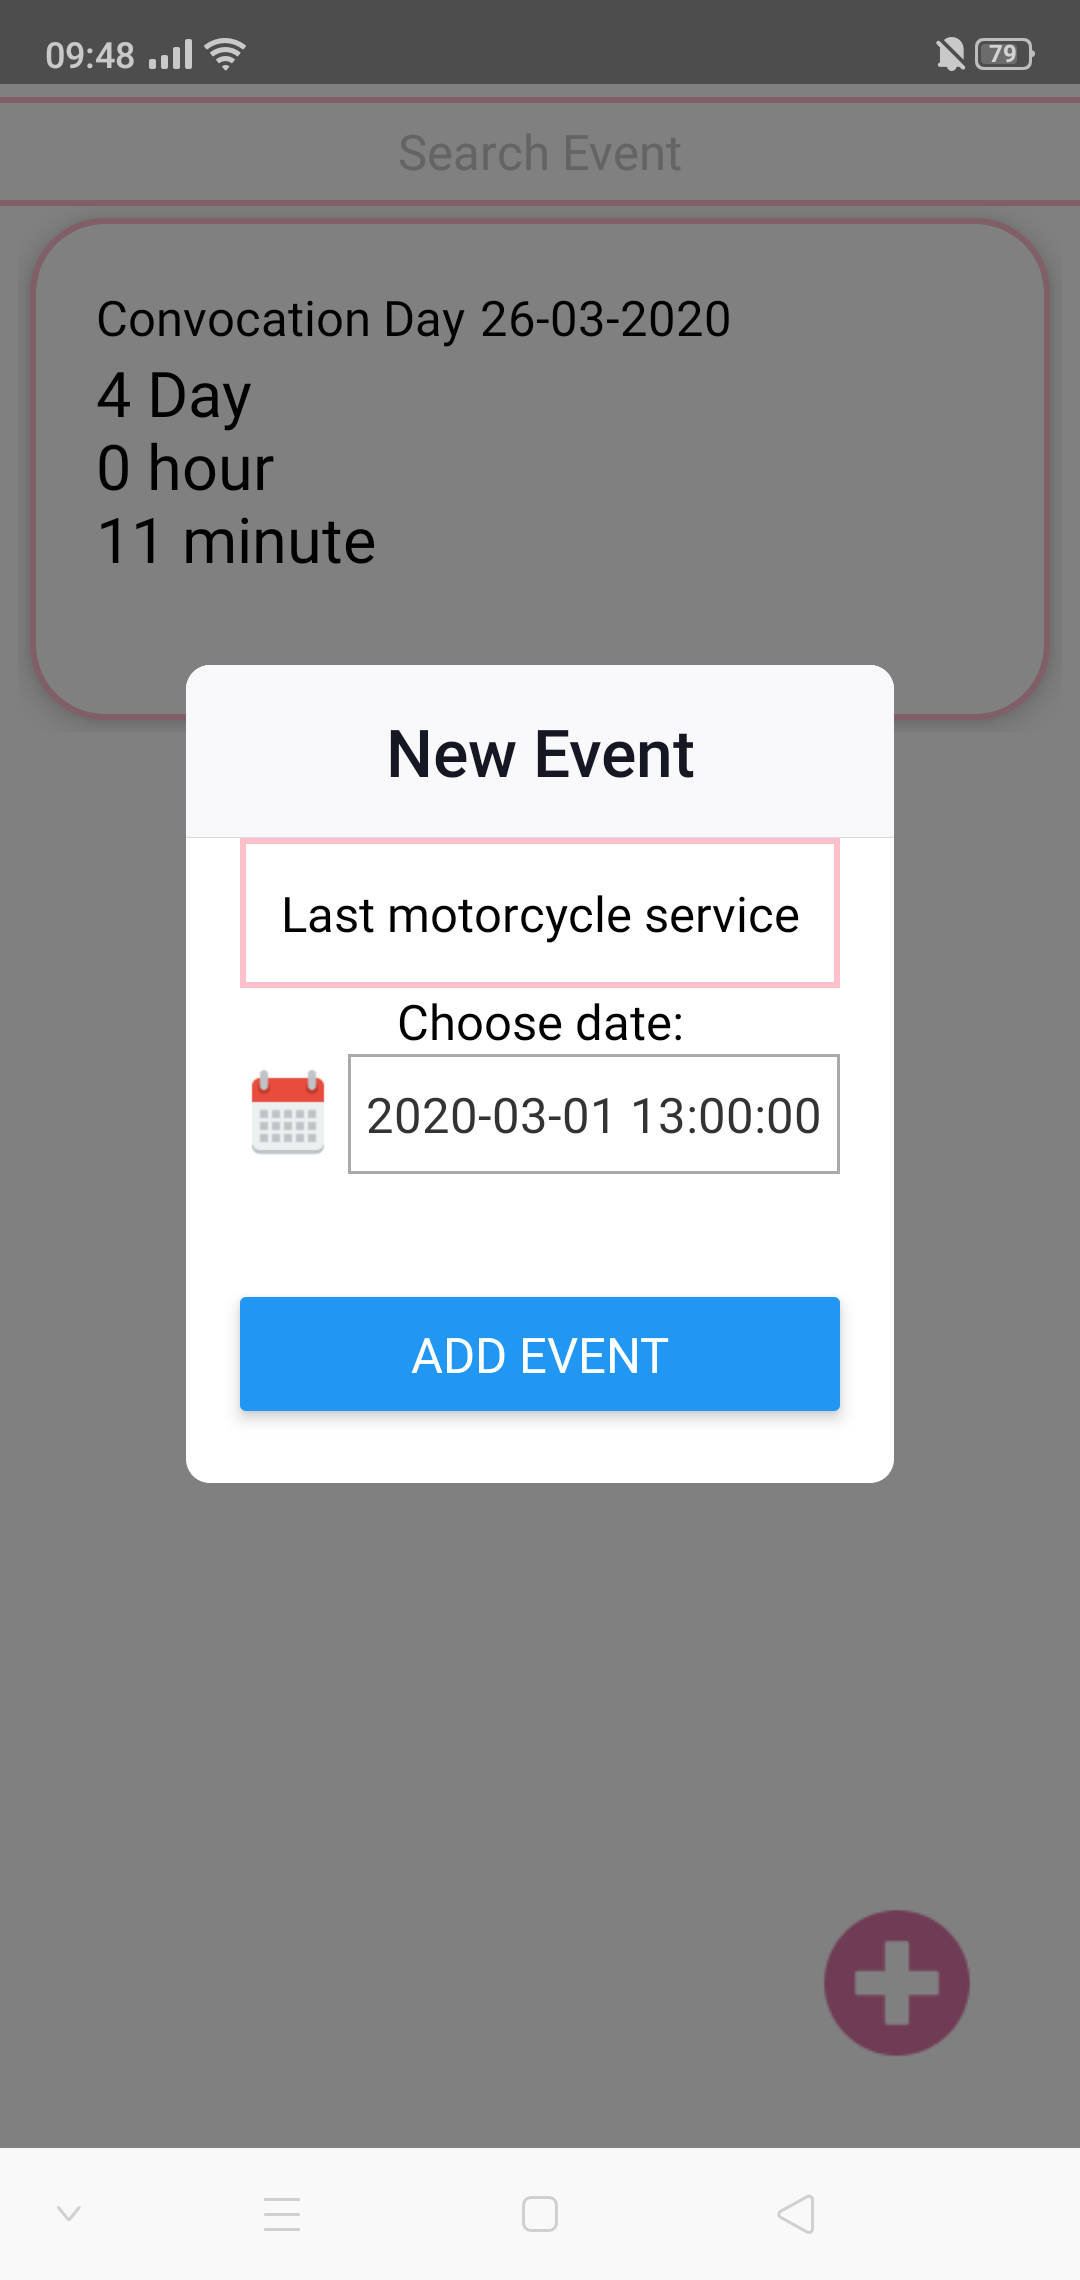 09:48
79
Search Event
Convocation Day 26-03-2020
4 Day
0 hour
11 minute
New Event
Last motorcycle service
Choose date:
2020-03-01 13:00:00
ADD EVENT